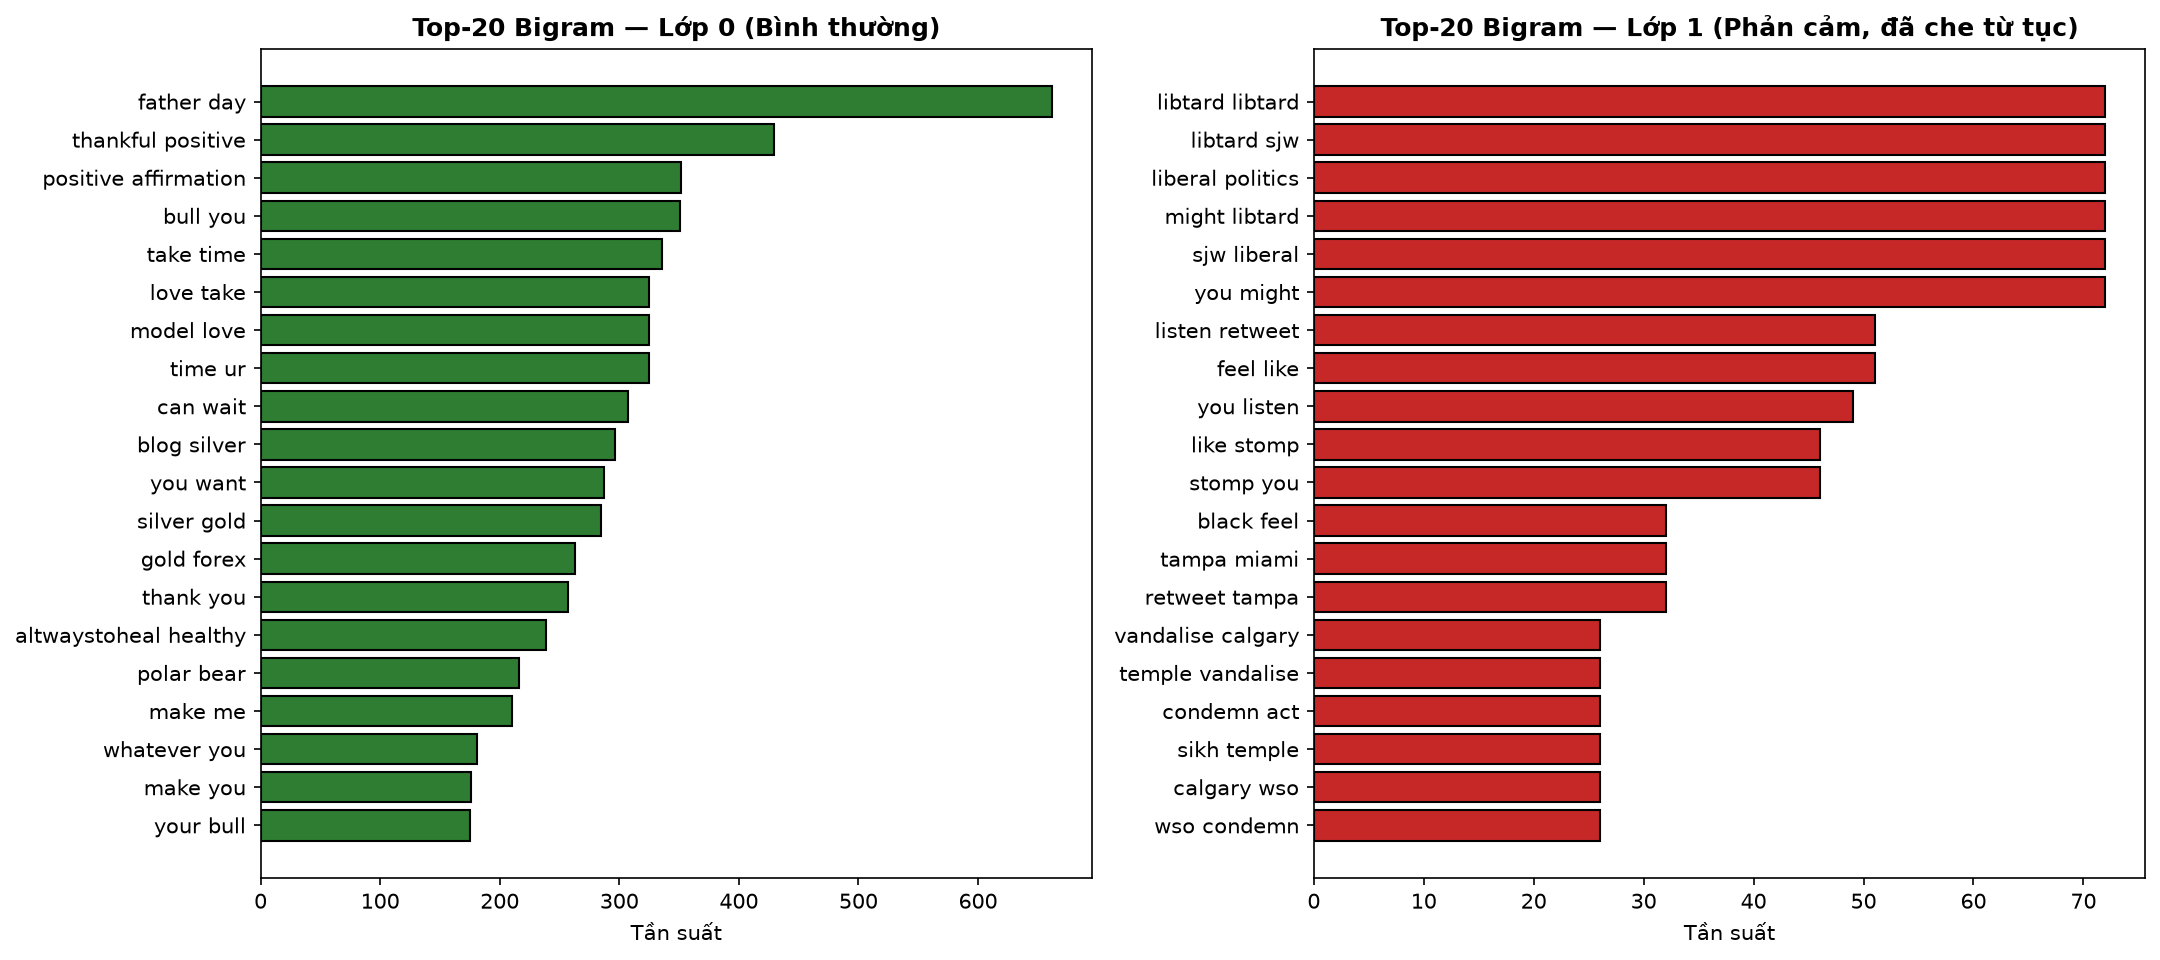 Top-20 Bigram — Lớp 0 (Bình thường)
father day
thankful positive
positive affirmation
bull you
take time
love take
model love
time ur
can wait
blog silver
you want
silver gold
gold forex
thank you
altwaystoheal healthy
polar bear
make me
whatever you
make you
your bull
0 100 200 300 400 500 600
Tần suất
Top-20 Bigram — Lớp 1 (Phản cảm, đã che từ tục)
libtard libtard
libtard sjw
liberal politics
might libtard
sjw liberal
you might
listen retweet
feel like
you listen
like stomp
stomp you
black feel
tampa miami
retweet tampa
vandalise calgary
temple vandalise
condemn act
sikh temple
calgary wso
wso condemn
0 10 20 30 40 50 60 70
Tần suất